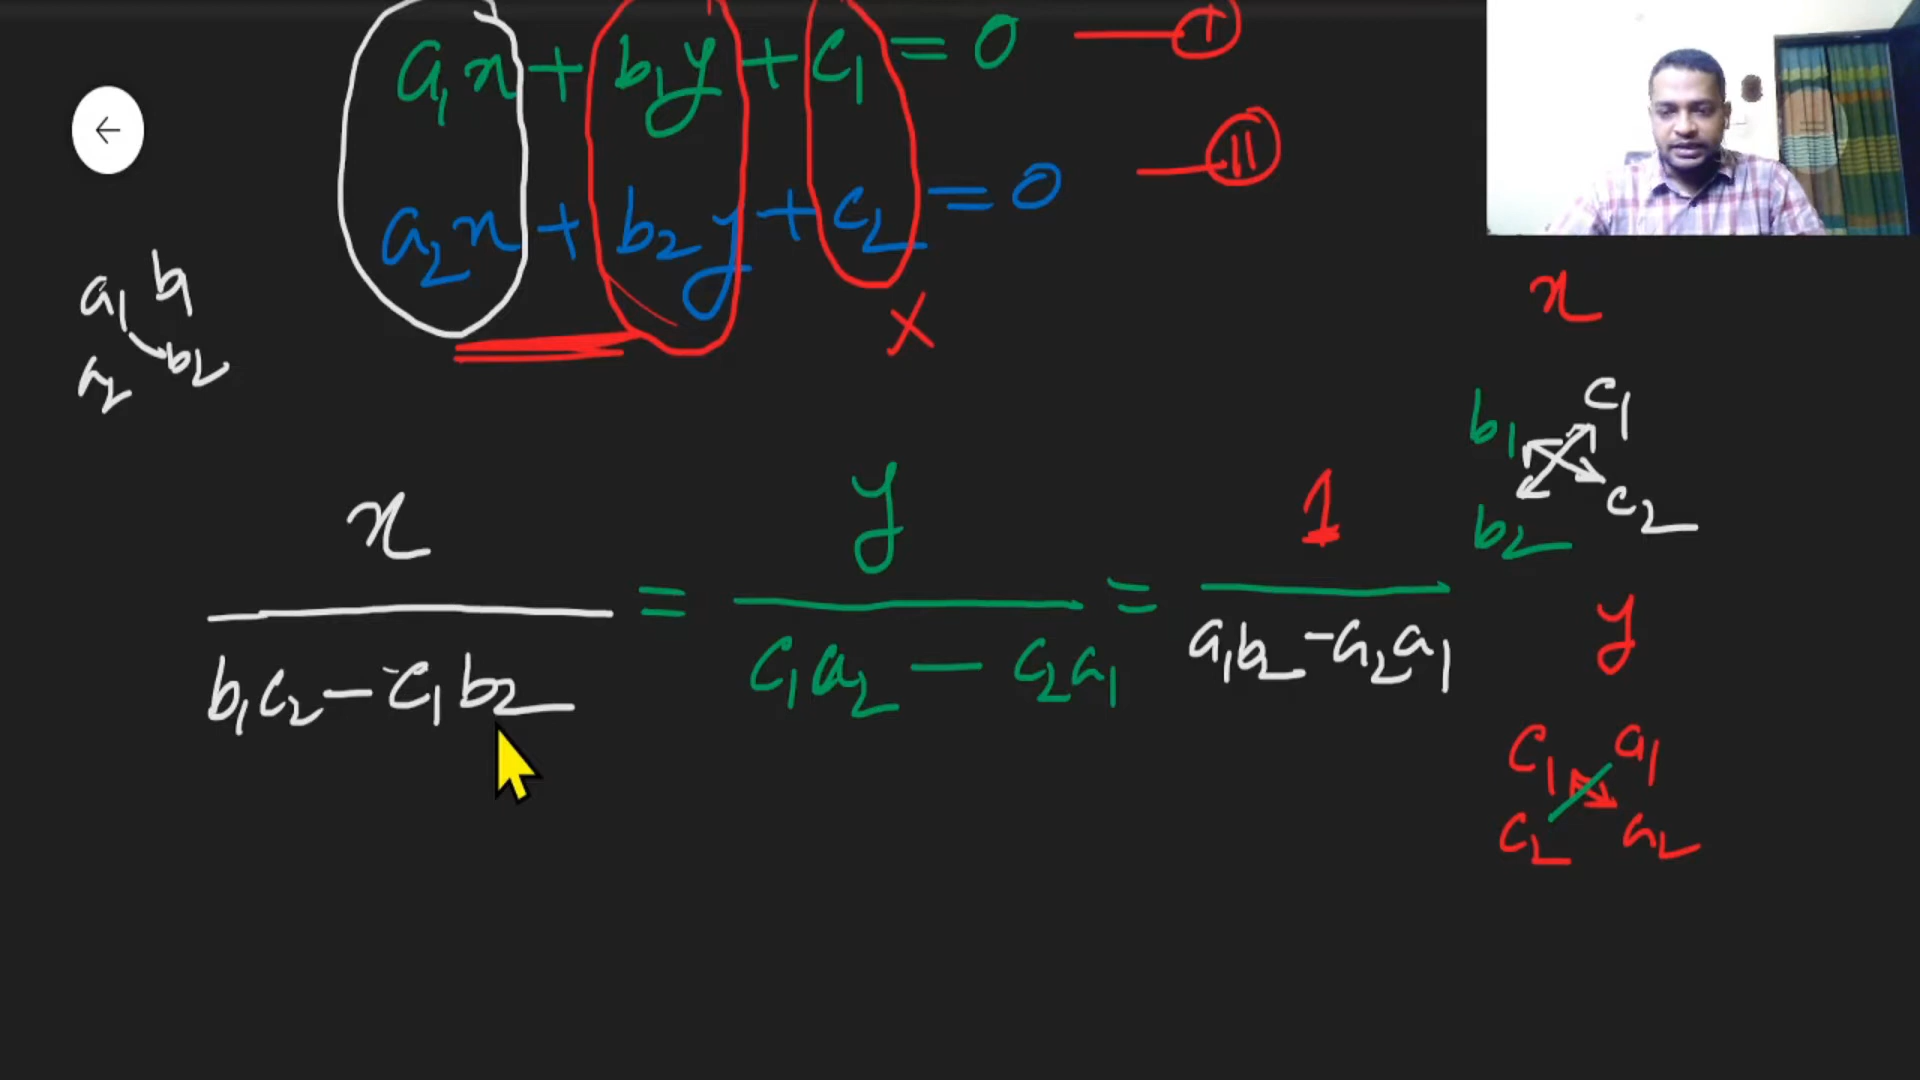 a₁x + b₁y + c₁ = 0 — I
a₂x + b₂y + c₂ = 0 — II
a₁ b₁
a₂ b₂
x
b₁ c₁
b₂ c₂
x / (b₁c₂ - c₁b₂) = y / (c₁a₂ - c₂a₁) = 1 / (a₁b₂ - a₂a₁)
y
c₁ a₁
c₂ a₂